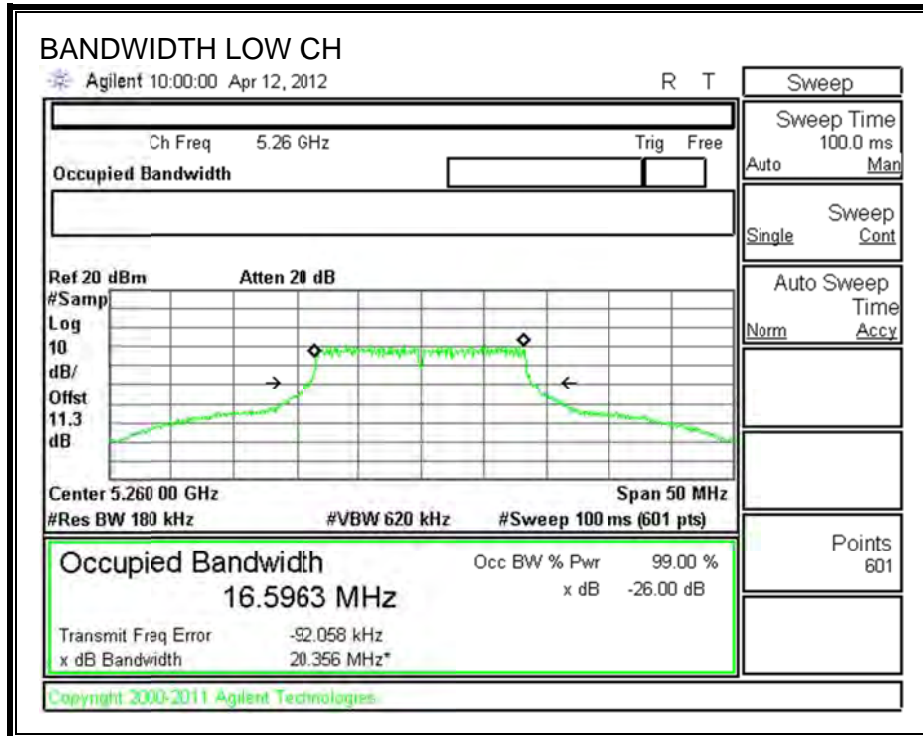 BANDWIDTH LOW CH
Agilent 10:00:00 Apr 12, 2012 R T
Ch Freq 5.26 GHz Trig Free
Occupied Bandwidth
Ref 20 dBm Atten 20 dB
#Samp
Log
10
dB/
Offst
11.3
dB
Center 5.260 00 GHz Span 50 MHz
#Res BW 180 kHz #VBW 620 kHz #Sweep 100 ms (601 pts)
Occupied Bandwidth
16.5963 MHz
Occ BW % Pwr 99.00 %
x dB -26.00 dB
Transmit Freq Error -92.058 kHz
x dB Bandwidth 20.356 MHz*
Copyright 2000-2011 Agilent Technologies
Sweep
Sweep Time
100.0 ms
Auto Man
Sweep
Single Cont
Auto Sweep
Time
Norm Accy
Points
601